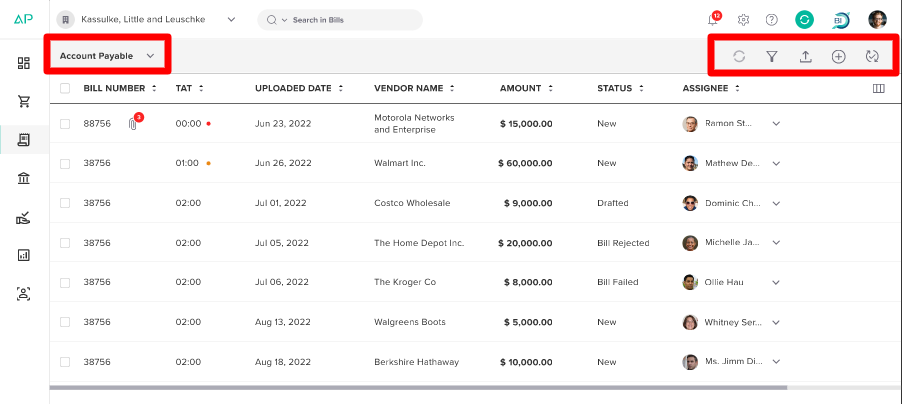 AP Kassulke, Little and Leuschke Search in Bills 12 BI
Account Payable
BILL NUMBER TAT UPLOADED DATE VENDOR NAME AMOUNT STATUS ASSIGNEE
88756 3 00:00 Jun 23, 2022 Motorola Networks and Enterprise $ 15,000.00 New Ramon St...
38756 01:00 Jun 26, 2022 Walmart Inc. $ 60,000.00 New Mathew De...
38756 02:00 Jul 01, 2022 Costco Wholesale $ 9,000.00 Drafted Dominic Ch...
38756 02:00 Jul 05, 2022 The Home Depot Inc. $ 20,000.00 Bill Rejected Michelle Ja...
38756 02:00 Jul 06, 2022 The Kroger Co $ 8,000.00 Bill Failed Ollie Hau
38756 02:00 Aug 13, 2022 Walgreens Boots $ 5,000.00 New Whitney Ser...
38756 02:00 Aug 18, 2022 Berkshire Hathaway $ 10,000.00 New Ms. Jimm Di...